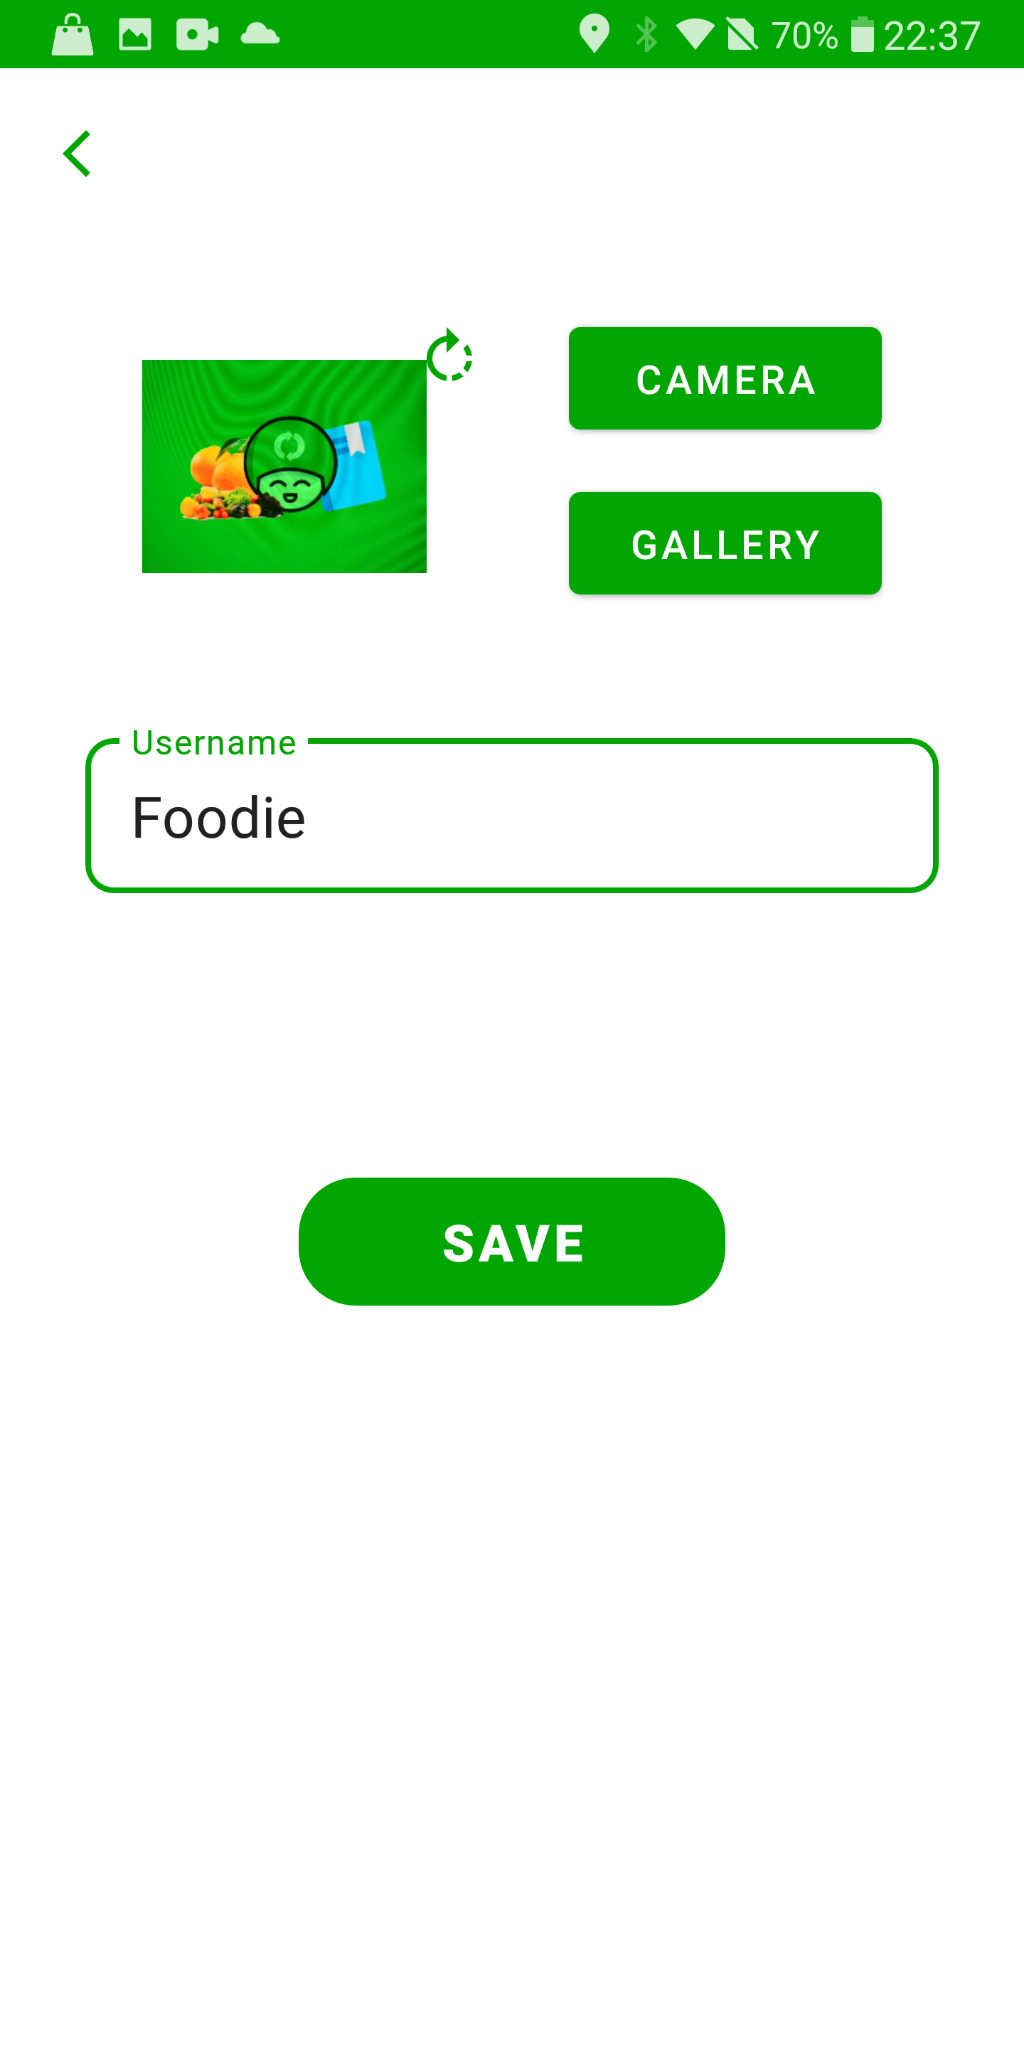 70% 22:37
CAMERA
GALLERY
Username
Foodie
SAVE